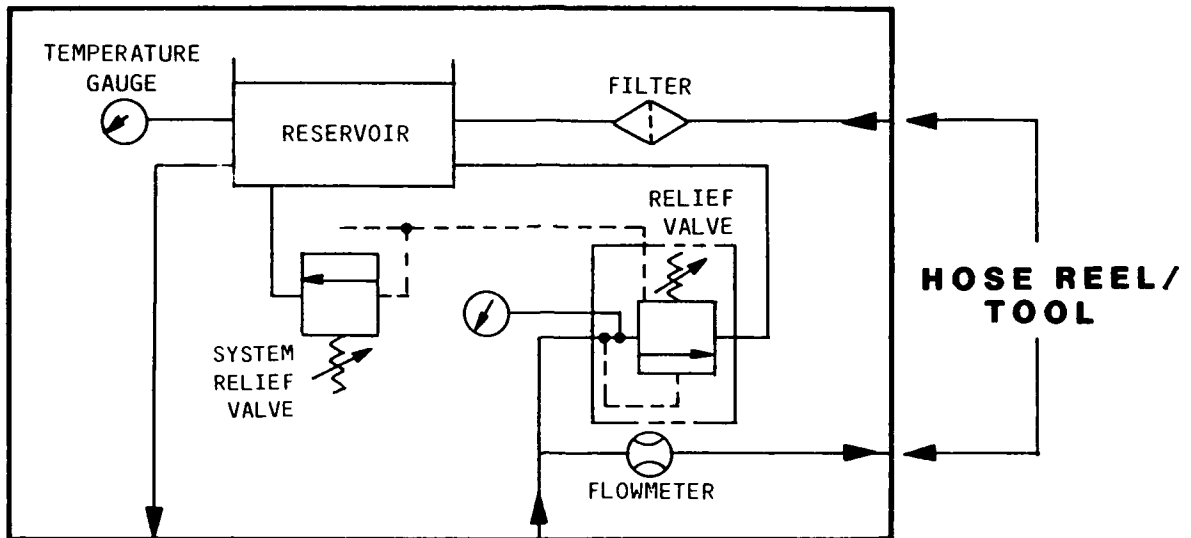 TEMPERATURE
GAUGE
FILTER
RESERVOIR
RELIEF
VALVE
HOSE REEL/
TOOL
SYSTEM
RELIEF
VALVE
FLOWMETER